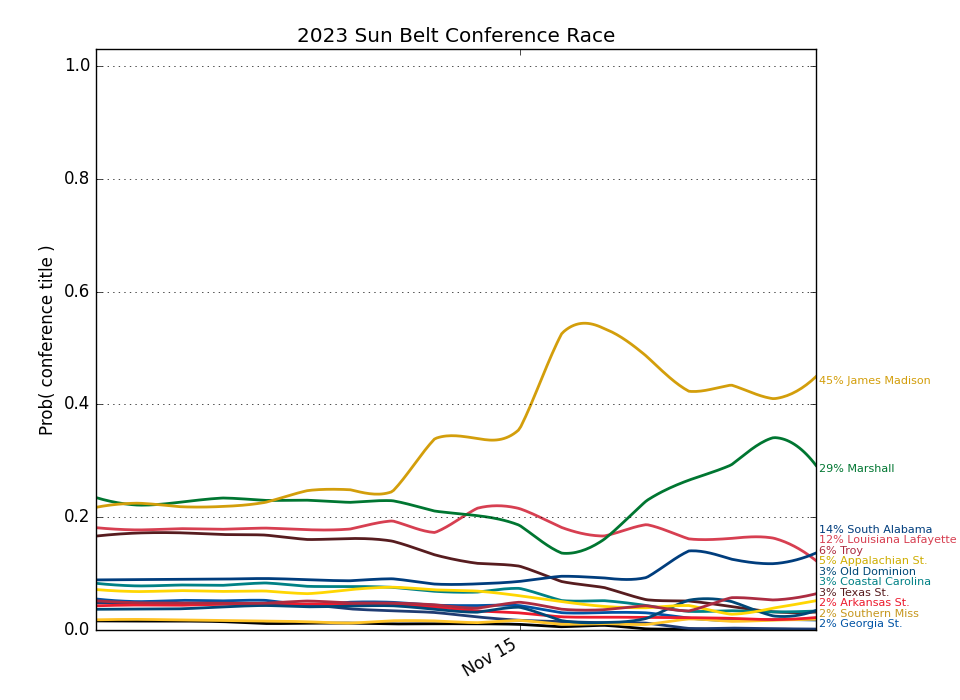 2023 Sun Belt Conference Race
1.0
0.8
0.6
0.4
0.2
0.0
Prob( conference title )
Nov 15
45% James Madison
29% Marshall
14% South Alabama
12% Louisiana Lafayette
6% Troy
5% Appalachian St.
3% Old Dominion
3% Coastal Carolina
3% Texas St.
2% Arkansas St.
2% Southern Miss
2% Georgia St.